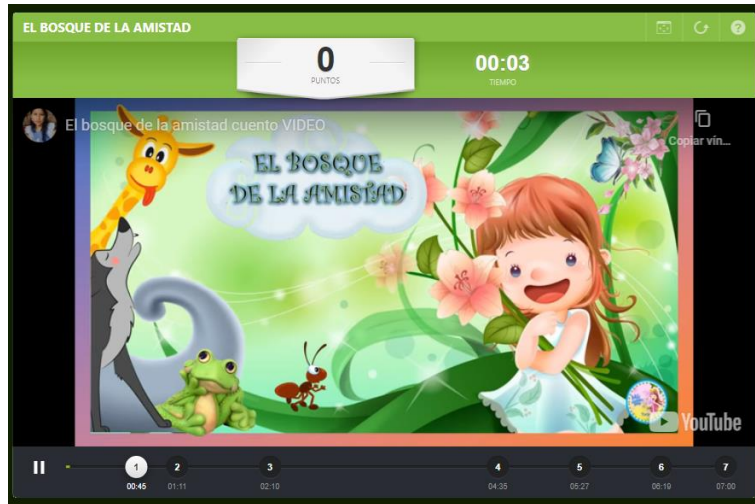 EL BOSQUE DE LA AMISTAD
0
PUNTOS
00:03
TIEMPO
El bosque de la amistad cuento VIDEO
Copiar vín...
EL BOSQUE
DE LA AMISTAD
YouTube
1 2 3 4 5 6 7
00:45 01:11 02:10 04:35 05:27 06:19 07:00